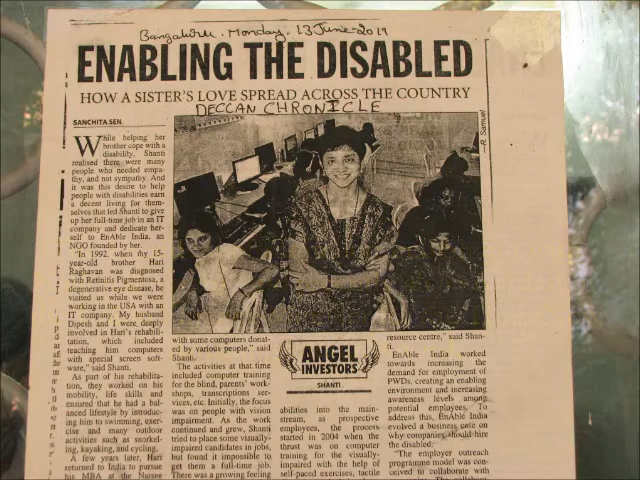 Bangaluru. Monday, 13 June-2011
ENABLING THE DISABLED
HOW A SISTER'S LOVE SPREAD ACROSS THE COUNTRY
DECCAN CHRONICLE
SANCHITA SEN
While helping her
brother cope with a
disability, Shanti
realised there were many
people who needed empa-
thy, and not sympathy. And
it was this desire to help
people with disabilities earn
a decent living for them-
selves that led Shanti to give
up her full-time job in an IT
company and dedicate her-
self to EnAble India, an
NGO founded by her.
"In 1992, when my 15-
year-old brother Hari
Raghavan was diagnosed
with Retinitis Pigmentosa, a
degenerative eye disease, he
visited us while we were
working in the USA with an
IT company. My husband
Dipesh and I were, deeply
involved in Hari's rehabili-
tation, which included
teaching him computers
with special screen soft-
ware," said Shanti.
As part of his rehabilita-
tion, they worked on his
mobility, life skills and
ensured that he had a bal-
anced lifestyle by introduc-
ing him to swimming, exer-
cise and many outdoor
activities such as snorkel-
ing, kayaking, and cycling.
A few years later, Hari
returned to India to pursue
his MBA at the Narsee
—R. Samuel
with some computers donat-
ed by various people," said
Shanti.
The activities at that time
included computer training
for the blind, parents' work-
shops, transcriptions servi-
ces, etc. Initially, the focus
was on people with vision
impairment. As the work
continued and grew, Shanti
tried to place some visually-
impaired candidates in jobs,
but found it impossible to
get them a full-time job.
There was a growing feeling
ANGEL
INVESTORS
SHANTI
abilities into the main-
stream, as prospective
employees, the process
started in 2004 when the
thrust was on computer
training for the visually-
impaired with the help of
self-paced exercises, tactile
resource centre," said Shan-
ti.
EnAble India worked
towards increasing the
demand for employment of
PWDs, creating an enabling
environment and increasing
awareness levels among
potential employees. To
address this, EnAble India
evolved a business case on
why companies should hire
the disabled.
"The employer outreach
programme model was con-
ceived to collaborate with